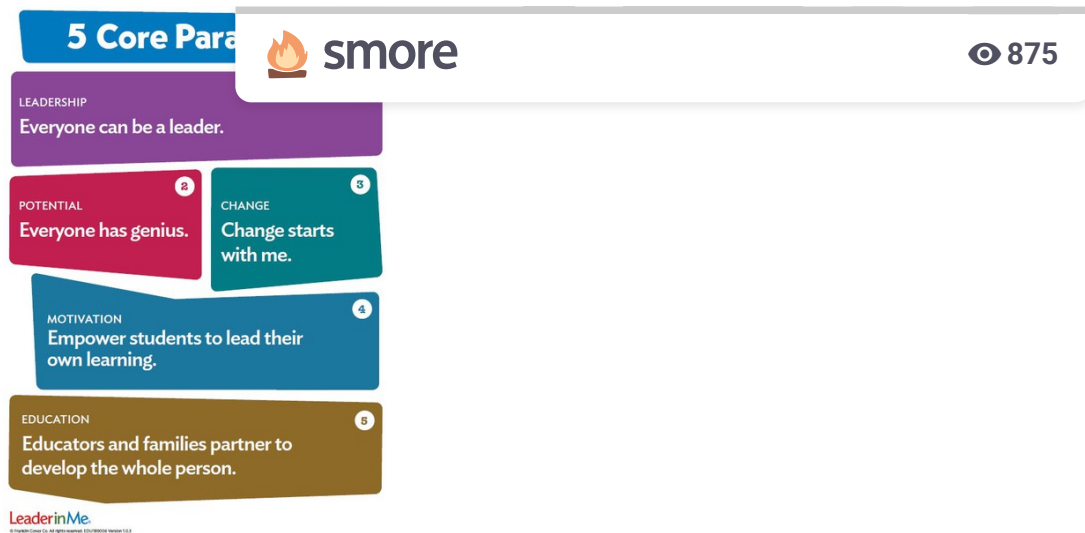 5 Core Para
smore
875
LEADERSHIP
Everyone can be a leader.
2
POTENTIAL
Everyone has genius.
3
CHANGE
Change starts
with me.
4
MOTIVATION
Empower students to lead their
own learning.
5
EDUCATION
Educators and families partner to
develop the whole person.
LeaderinMe.